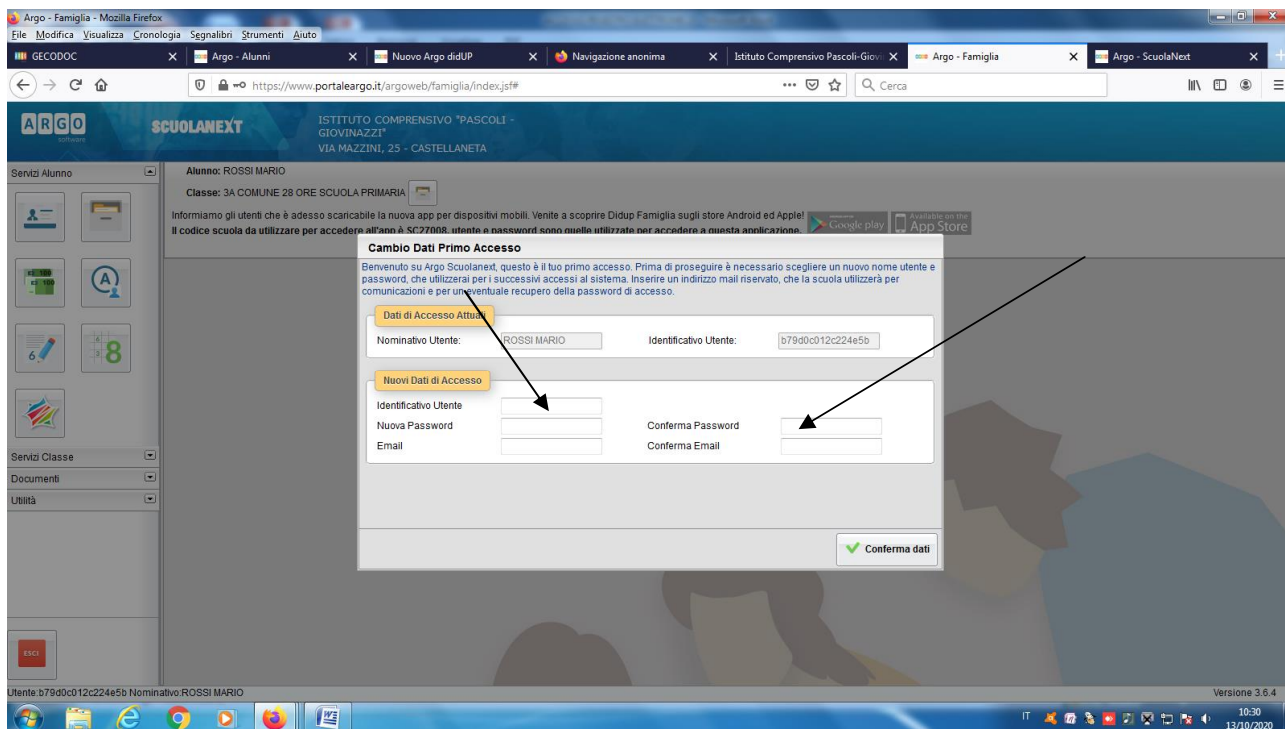 Argo - Famiglia - Mozilla Firefox
File Modifica Visualizza Cronologia Segnalibri Strumenti Aiuto
GECODOC
Argo - Alunni
Nuovo Argo didUP
Navigazione anonima
Istituto Comprensivo Pascoli-Giovi
Argo - Famiglia
Argo - ScuolaNext
https://www.portaleargo.it/argoweb/famiglia/index.jsf#
Cerca
ARGO
software
SCUOLANEXT
ISTITUTO COMPRENSIVO "PASCOLI -
GIOVINAZZI"
VIA MAZZINI, 25 - CASTELLANETA
Servizi Alunno
Alunno: ROSSI MARIO
Classe: 3A COMUNE 28 ORE SCUOLA PRIMARIA
Informiamo gli utenti che è adesso scaricabile la nuova app per dispositivi mobili. Venite a scoprire Didup Famiglia sugli store Android ed Apple!
Google play
Available on the
App Store
Il codice scuola da utilizzare per accedere all'app è SC27008, utente e password sono quelle utilizzate per accedere a questa applicazione.
Cambio Dati Primo Accesso
Benvenuto su Argo Scuolanext, questo è il tuo primo accesso. Prima di proseguire è necessario scegliere un nuovo nome utente e
password, che utilizzerai per i successivi accessi al sistema. Inserire un indirizzo mail riservato, che la scuola utilizzerà per
comunicazioni e per un eventuale recupero della password di accesso.
Dati di Accesso Attuali
Nominativo Utente: ROSSI MARIO Identificativo Utente: b79d0c012c224e5b
Nuovi Dati di Accesso
Identificativo Utente
Nuova Password Conferma Password
Email Conferma Email
Conferma dati
Servizi Classe
Documenti
Utilità
ESCI
Utente:b79d0c012c224e5b Nominativo:ROSSI MARIO
Versione 3.6.4
IT
10:30
13/10/2020